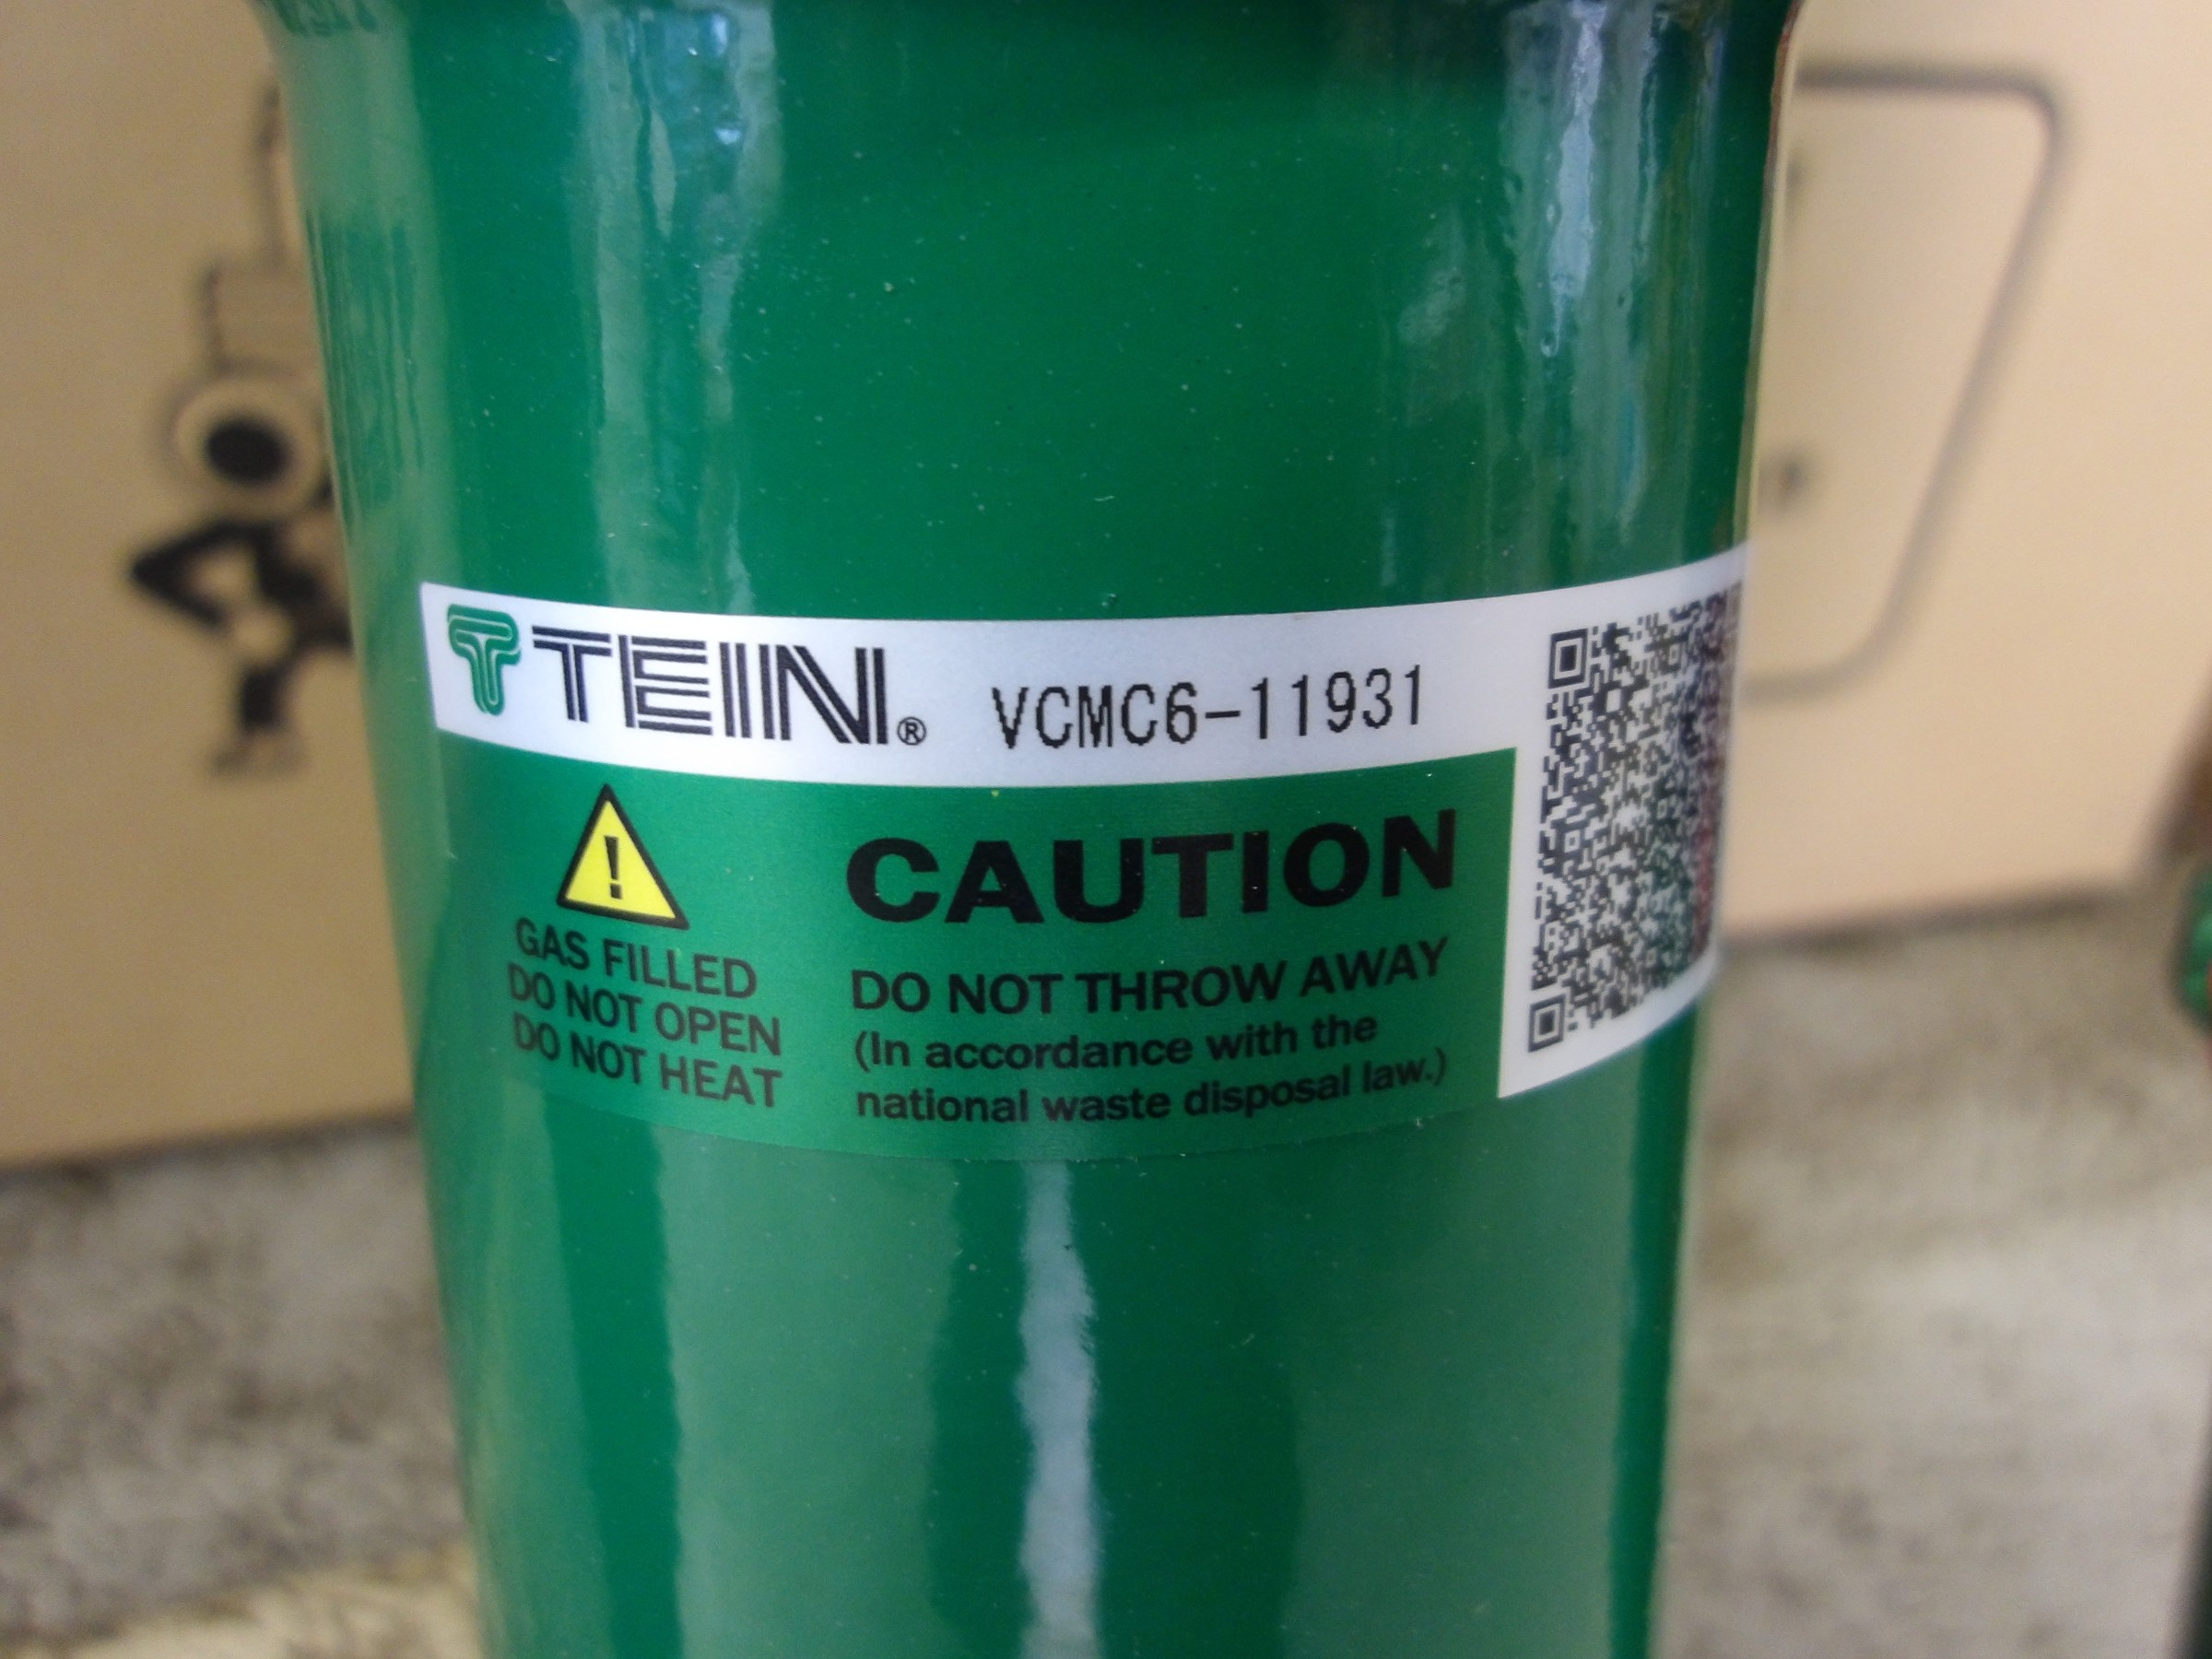 TEIN® VCMC6-11931
CAUTION
GAS FILLED
DO NOT OPEN
DO NOT HEAT
DO NOT THROW AWAY
(In accordance with the
national waste disposal law.)